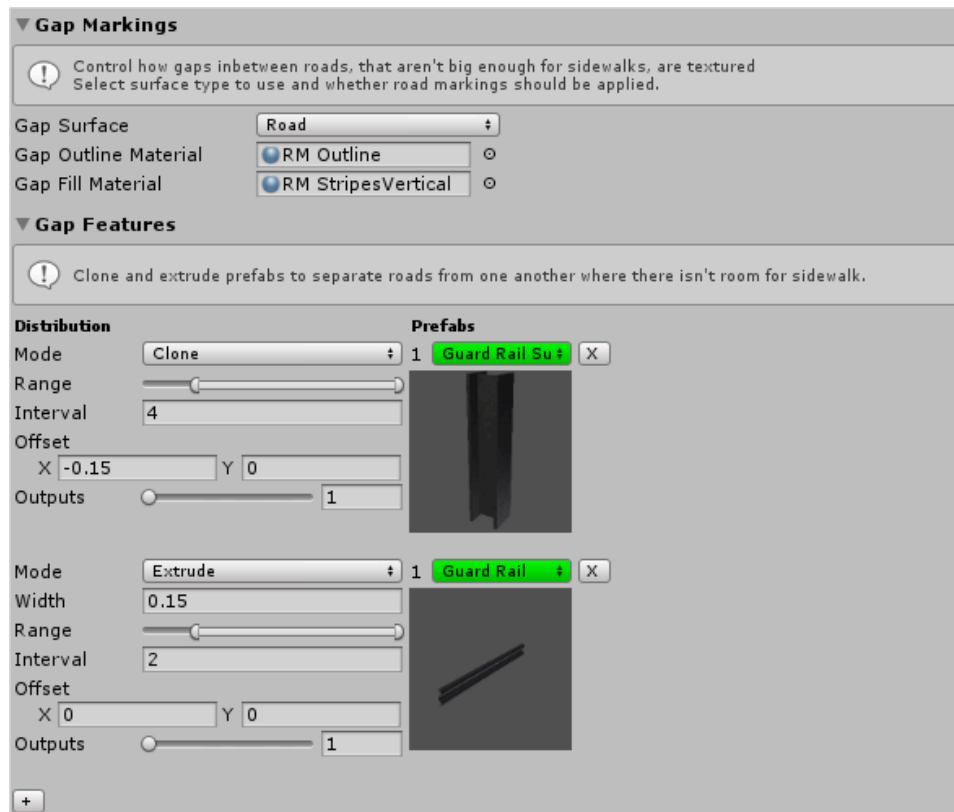 Gap Markings
Control how gaps inbetween roads, that aren't big enough for sidewalks, are textured
Select surface type to use and whether road markings should be applied.
Gap Surface Road
Gap Outline Material RM Outline
Gap Fill Material RM StripesVertical
Gap Features
Clone and extrude prefabs to separate roads from one another where there isn't room for sidewalk.
Distribution Prefabs
Mode Clone 1 Guard Rail Su X
Range
Interval 4
Offset
X -0.15 Y 0
Outputs 1
Mode Extrude 1 Guard Rail X
Width 0.15
Range
Interval 2
Offset
X 0 Y 0
Outputs 1
+